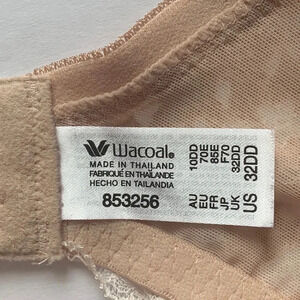 Wacoal®
MADE IN THAILAND
FABRIQUÉ EN THAÏLANDE
HECHO EN TAILANDIA
853256
AU 10DD
EU 70E
FR 85E
JP F70
UK 32DD
US 32DD